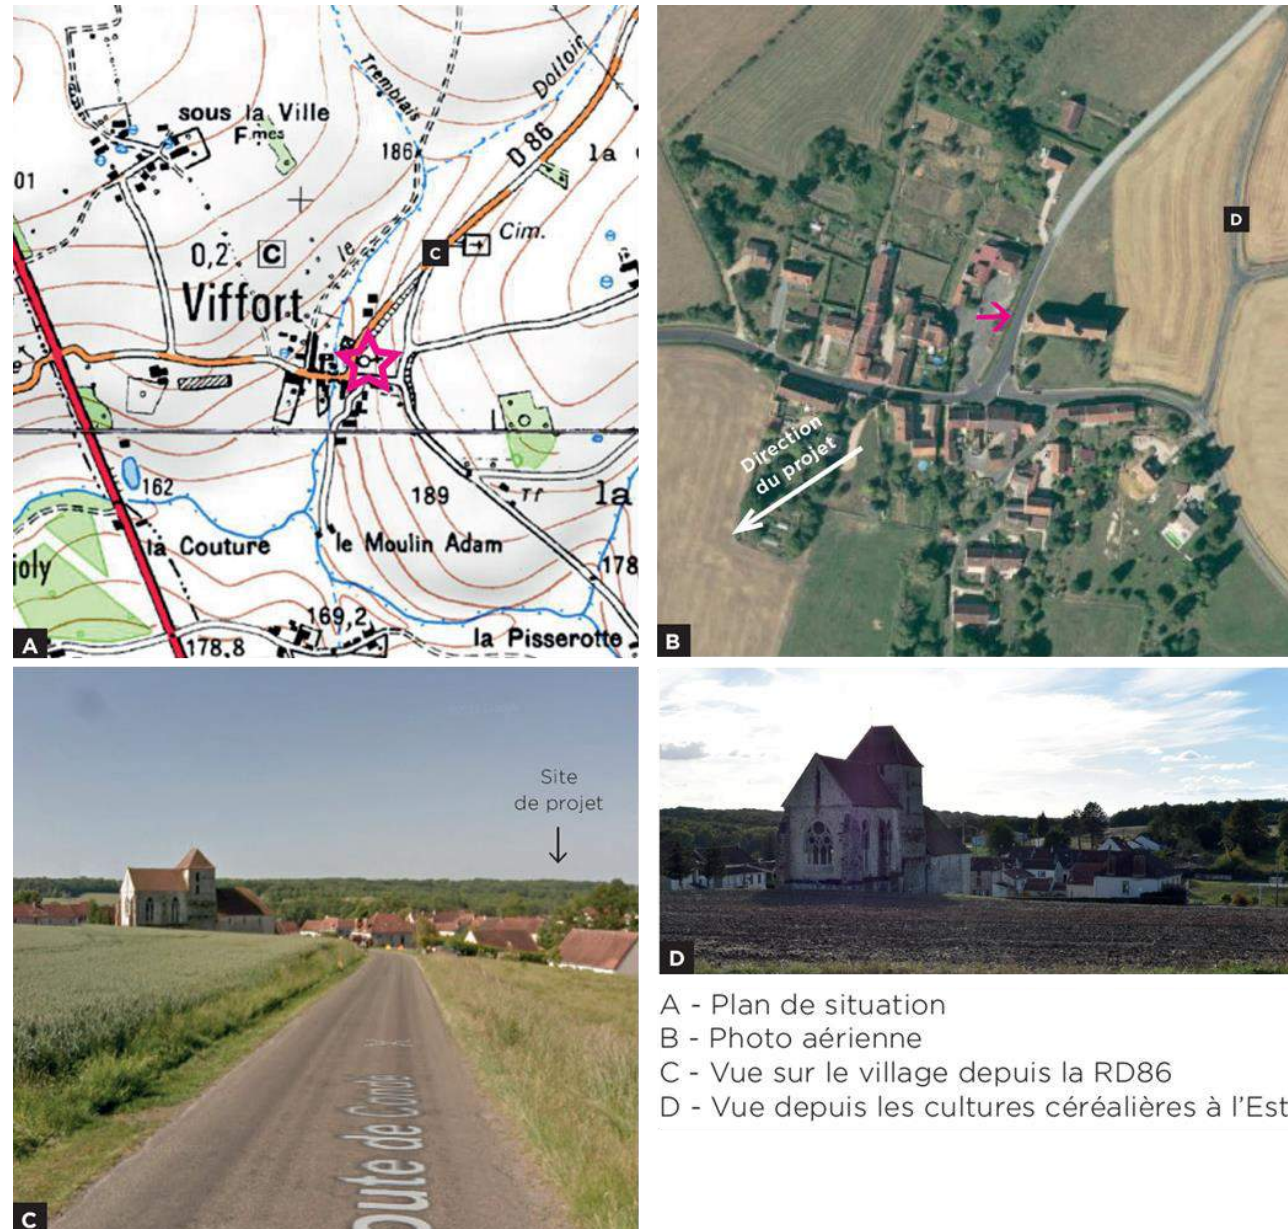 sous la Ville
F.mes
01
Tremblais
Dolloir
186
D 86
la
Cim.
C
0,2
C
le
Viffort
162
la Couture
189
Tf
la
le Moulin Adam
joly
178
169,2
178,8
la Pisserotte
A
D
Direction
du projet
B
Site
de projet
oute de Condé
C
D
A - Plan de situation
B - Photo aérienne
C - Vue sur le village depuis la RD86
D - Vue depuis les cultures céréalières à l'Est